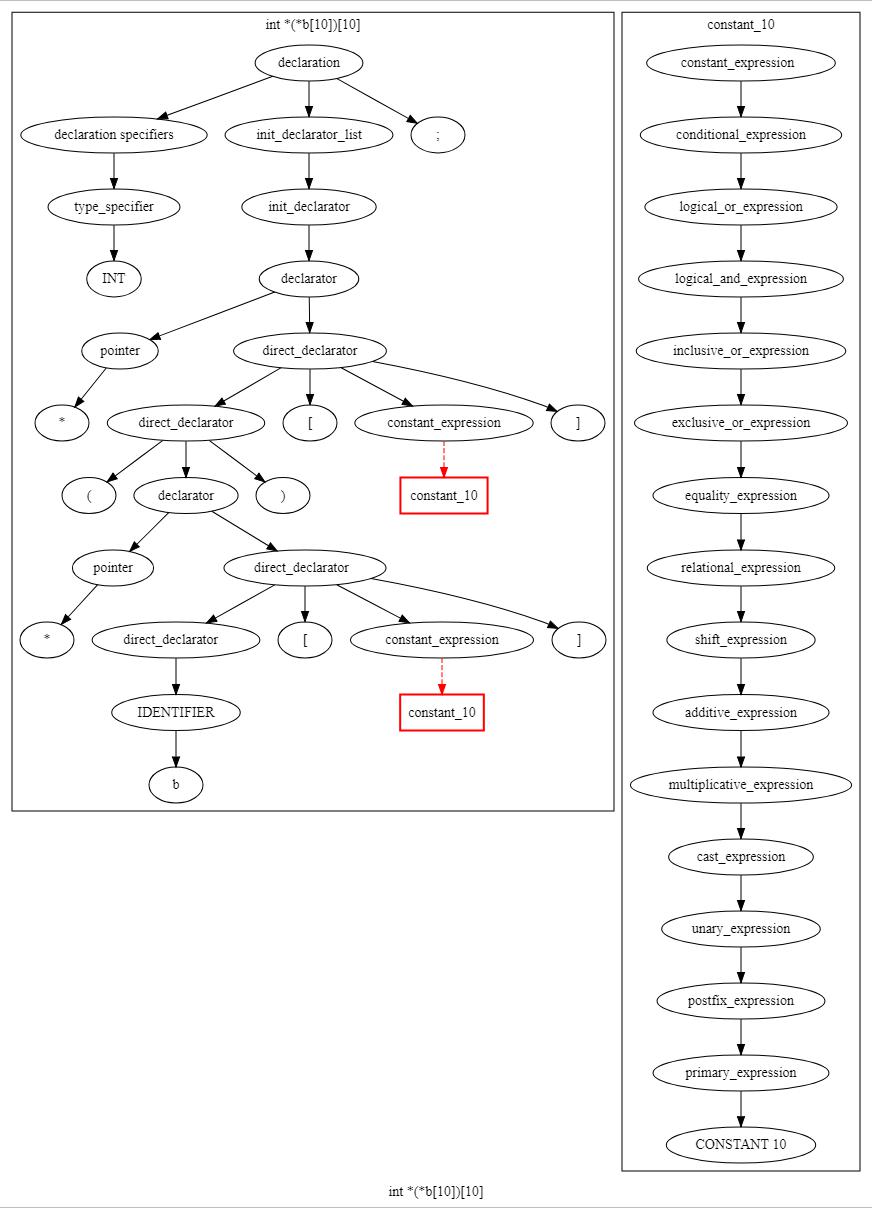 int *(*b[10])[10]
constant_10
declaration
constant_expression
declaration specifiers
init_declarator_list
;
conditional_expression
type_specifier
init_declarator
logical_or_expression
INT
declarator
logical_and_expression
pointer
direct_declarator
inclusive_or_expression
*
direct_declarator
[
constant_expression
]
exclusive_or_expression
(
declarator
)
constant_10
equality_expression
pointer
direct_declarator
relational_expression
*
direct_declarator
[
constant_expression
]
shift_expression
IDENTIFIER
constant_10
additive_expression
b
multiplicative_expression
cast_expression
unary_expression
postfix_expression
primary_expression
CONSTANT 10
int *(*b[10])[10]